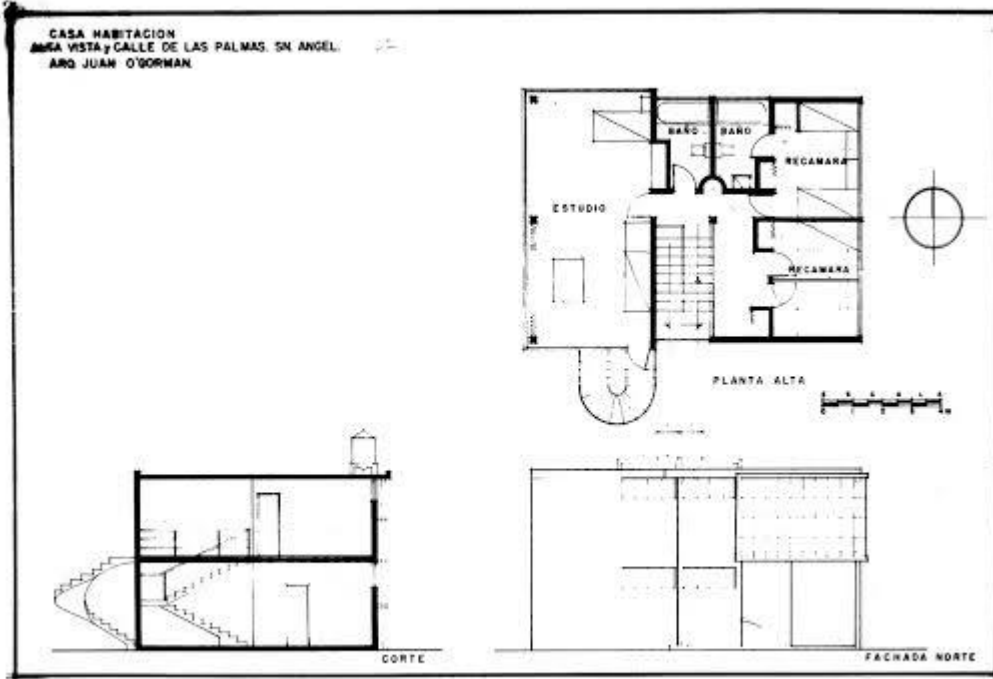 CASA HABITACION
VISTA y CALLE DE LAS PALMAS. SN. ANGEL.
ARQ JUAN O'GORMAN.
BAÑO
BAÑO
RECAMARA
ESTUDIO
RECAMARA
PLANTA ALTA
ESCALA
CORTE
FACHADA NORTE